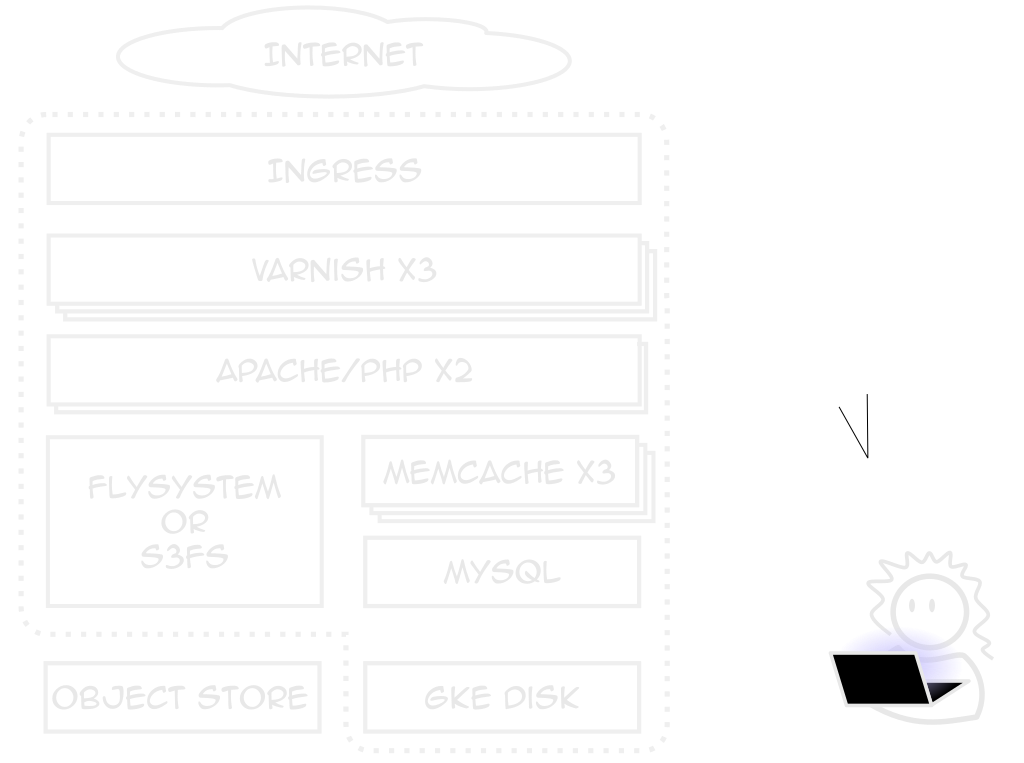 INTERNET
INGRESS
VARNISH X3
APACHE/PHP X2
FLYSYSTEM
OR
S3FS
MEMCACHE X3
MYSQL
OBJECT STORE
GKE DISK